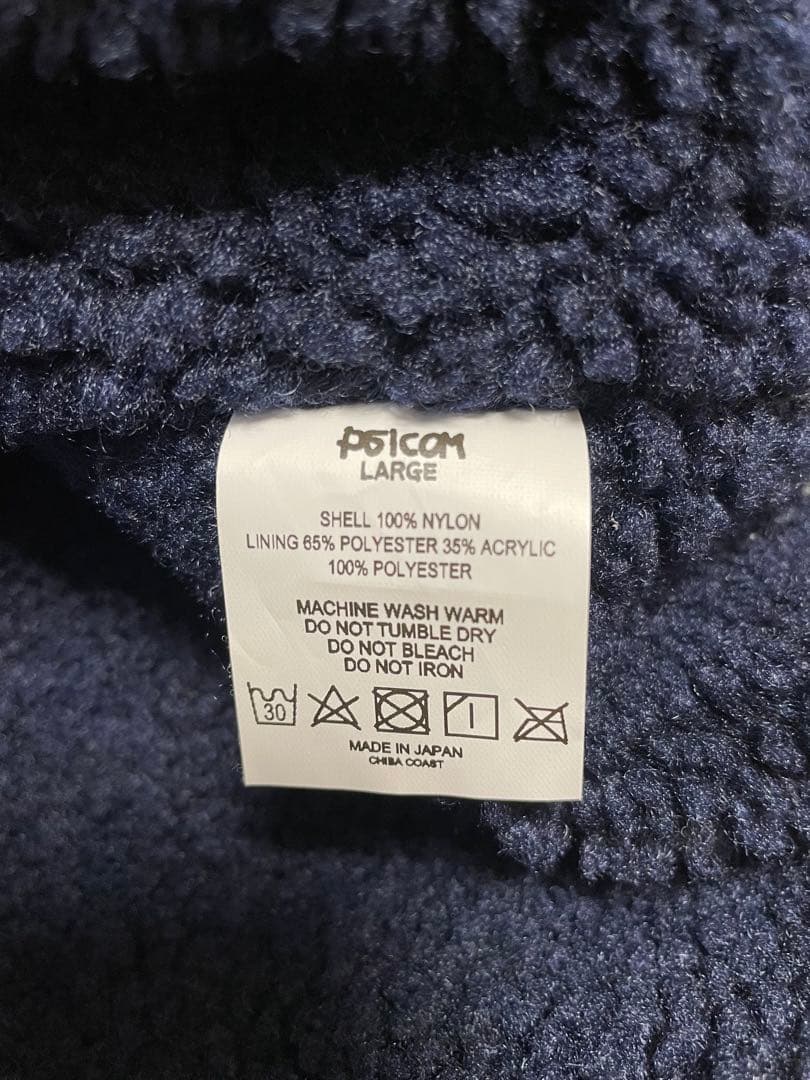 PSICOM
LARGE
SHELL 100% NYLON
LINING 65% POLYESTER 35% ACRYLIC
100% POLYESTER
MACHINE WASH WARM
DO NOT TUMBLE DRY
DO NOT BLEACH
DO NOT IRON
30
MADE IN JAPAN
CHIBA COAST